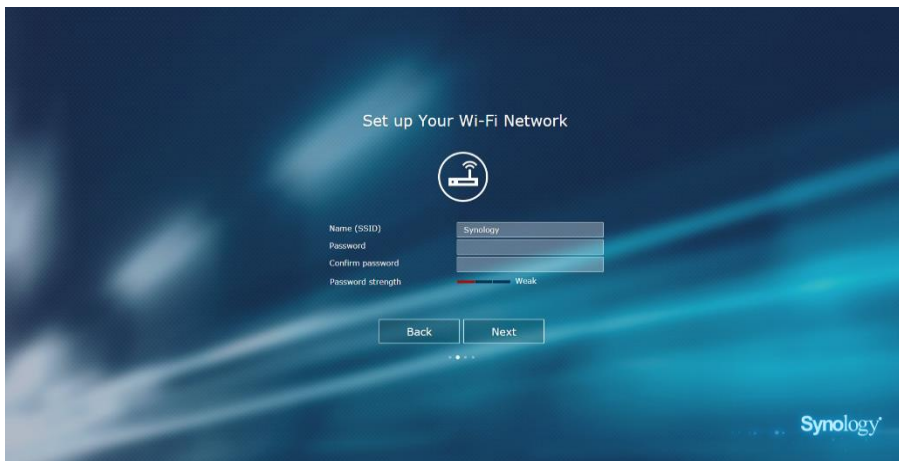 Set up Your Wi-Fi Network
Name (SSID) Synology
Password
Confirm password
Password strength Weak
Back Next
Synology